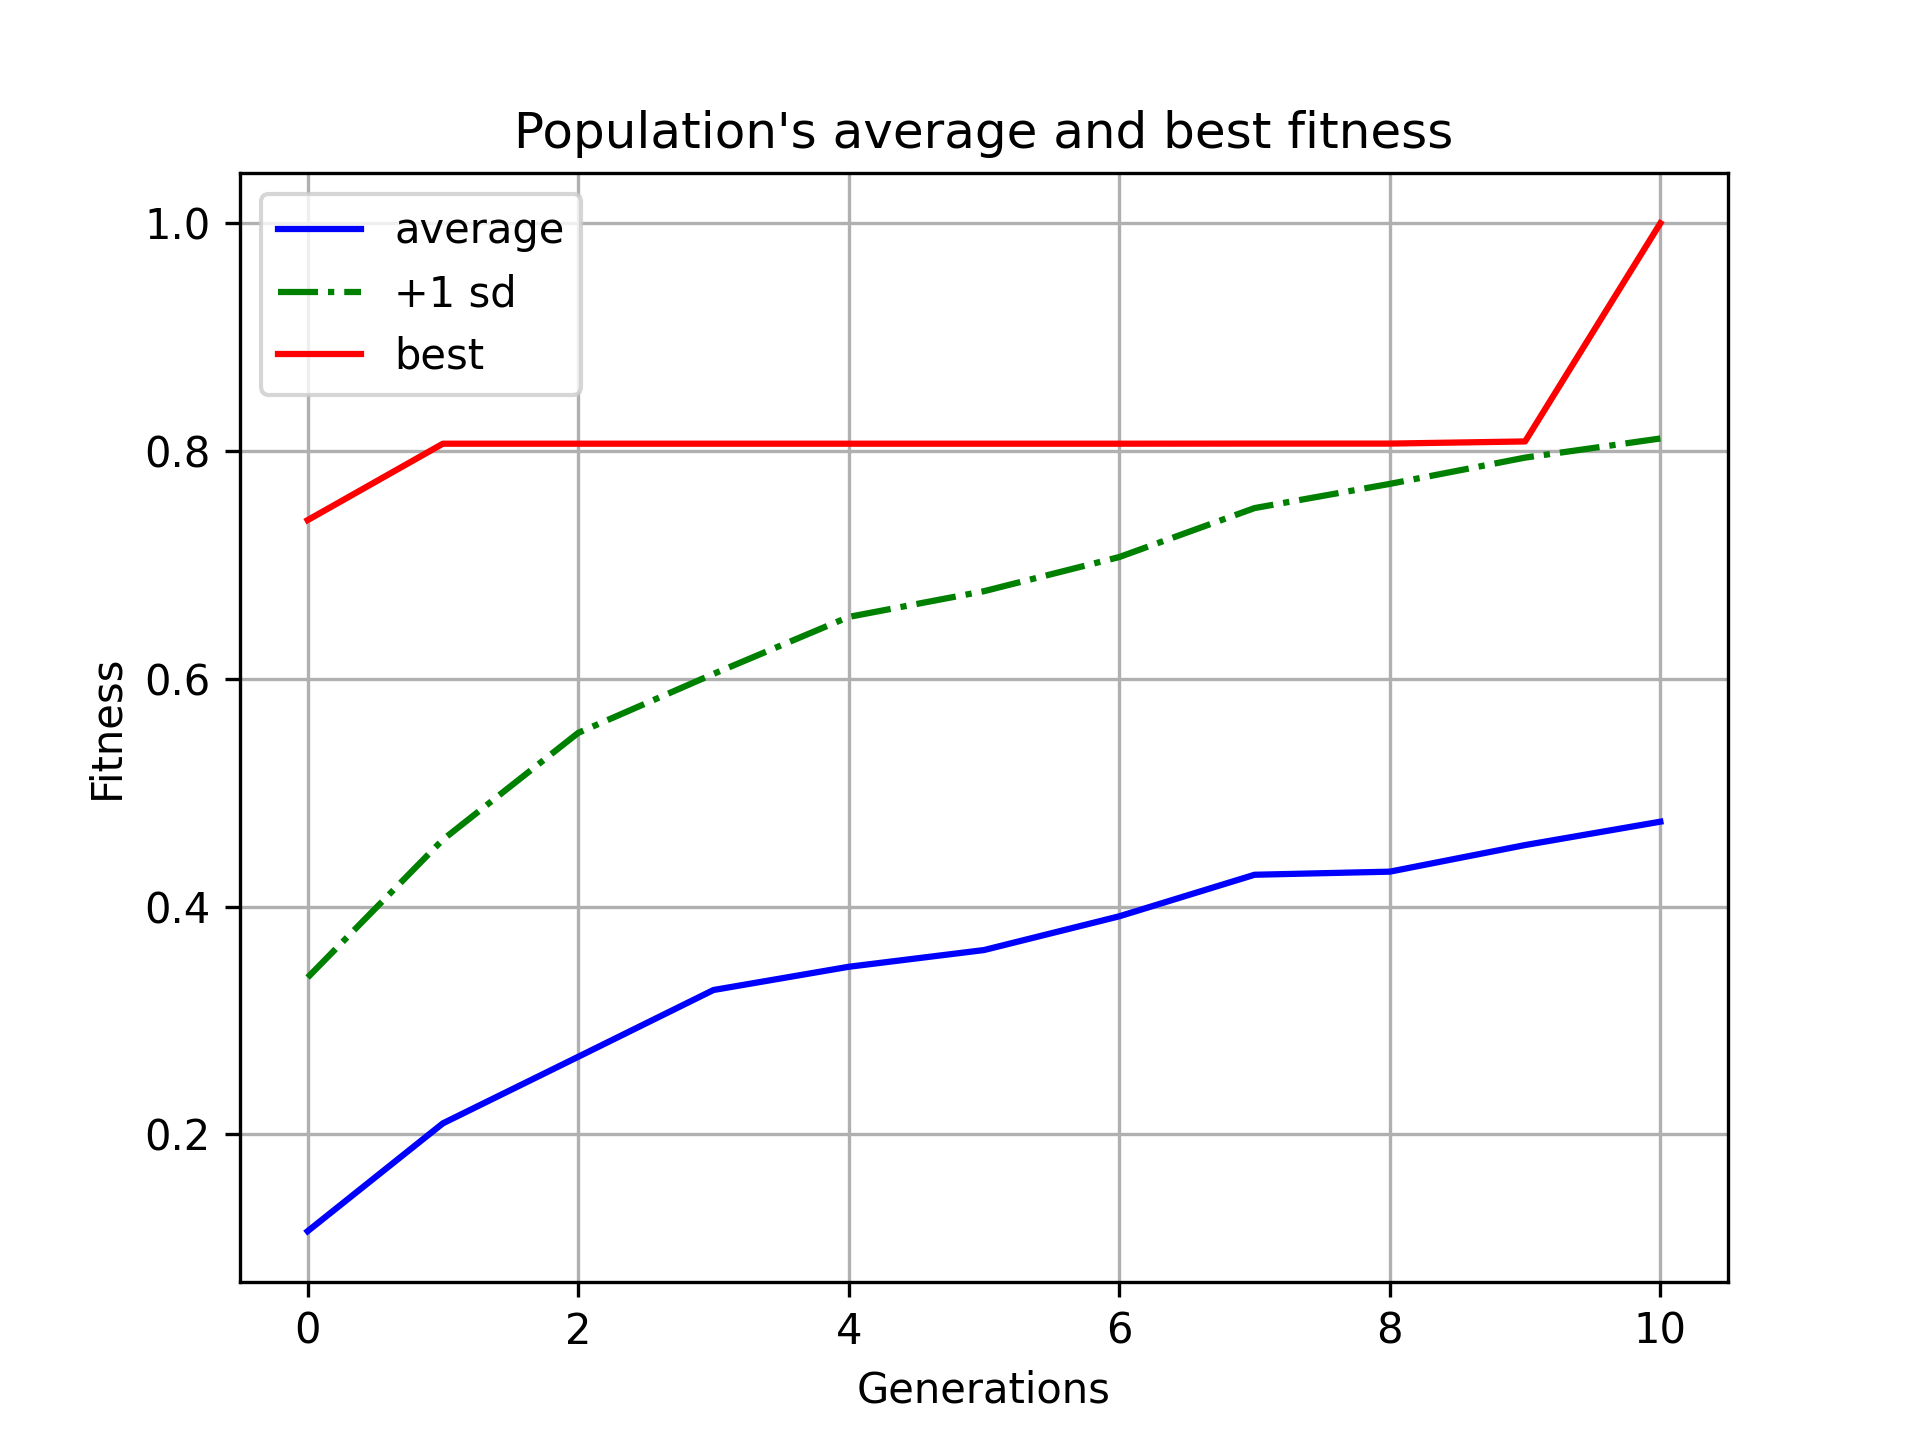 Population's average and best fitness
average
+1 sd
best
1.0
0.8
0.6
0.4
0.2
Fitness
0 2 4 6 8 10
Generations